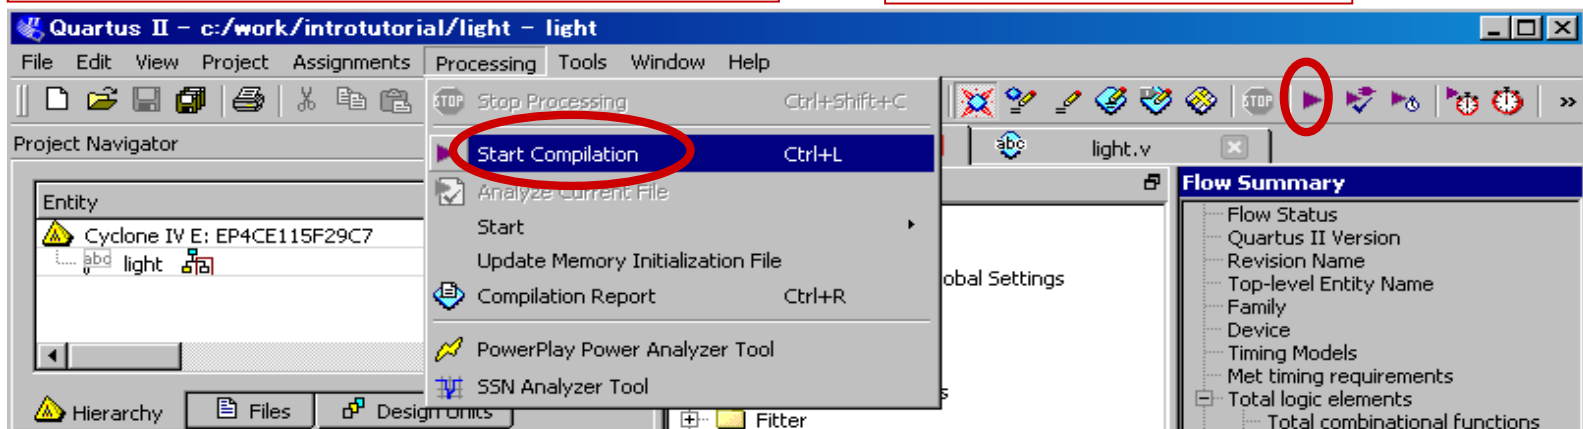 Quartus II - c:/work/introtutorial/light - light
File Edit View Project Assignments Processing Tools Window Help
STOP Stop Processing Ctrl+Shift+C
STOP
Project Navigator
Start Compilation Ctrl+L
abc light.v
Analyze Current File
Flow Summary
Entity
Start
Flow Status
Cyclone IV E: EP4CE115F29C7
Quartus II Version
abd light
Update Memory Initialization File
Revision Name
obal Settings
Top-level Entity Name
Compilation Report Ctrl+R
Family
Device
PowerPlay Power Analyzer Tool
Timing Models
Met timing requirements
SSN Analyzer Tool
s
Total logic elements
Hierarchy Files Design Units
Fitter
Total combinational functions